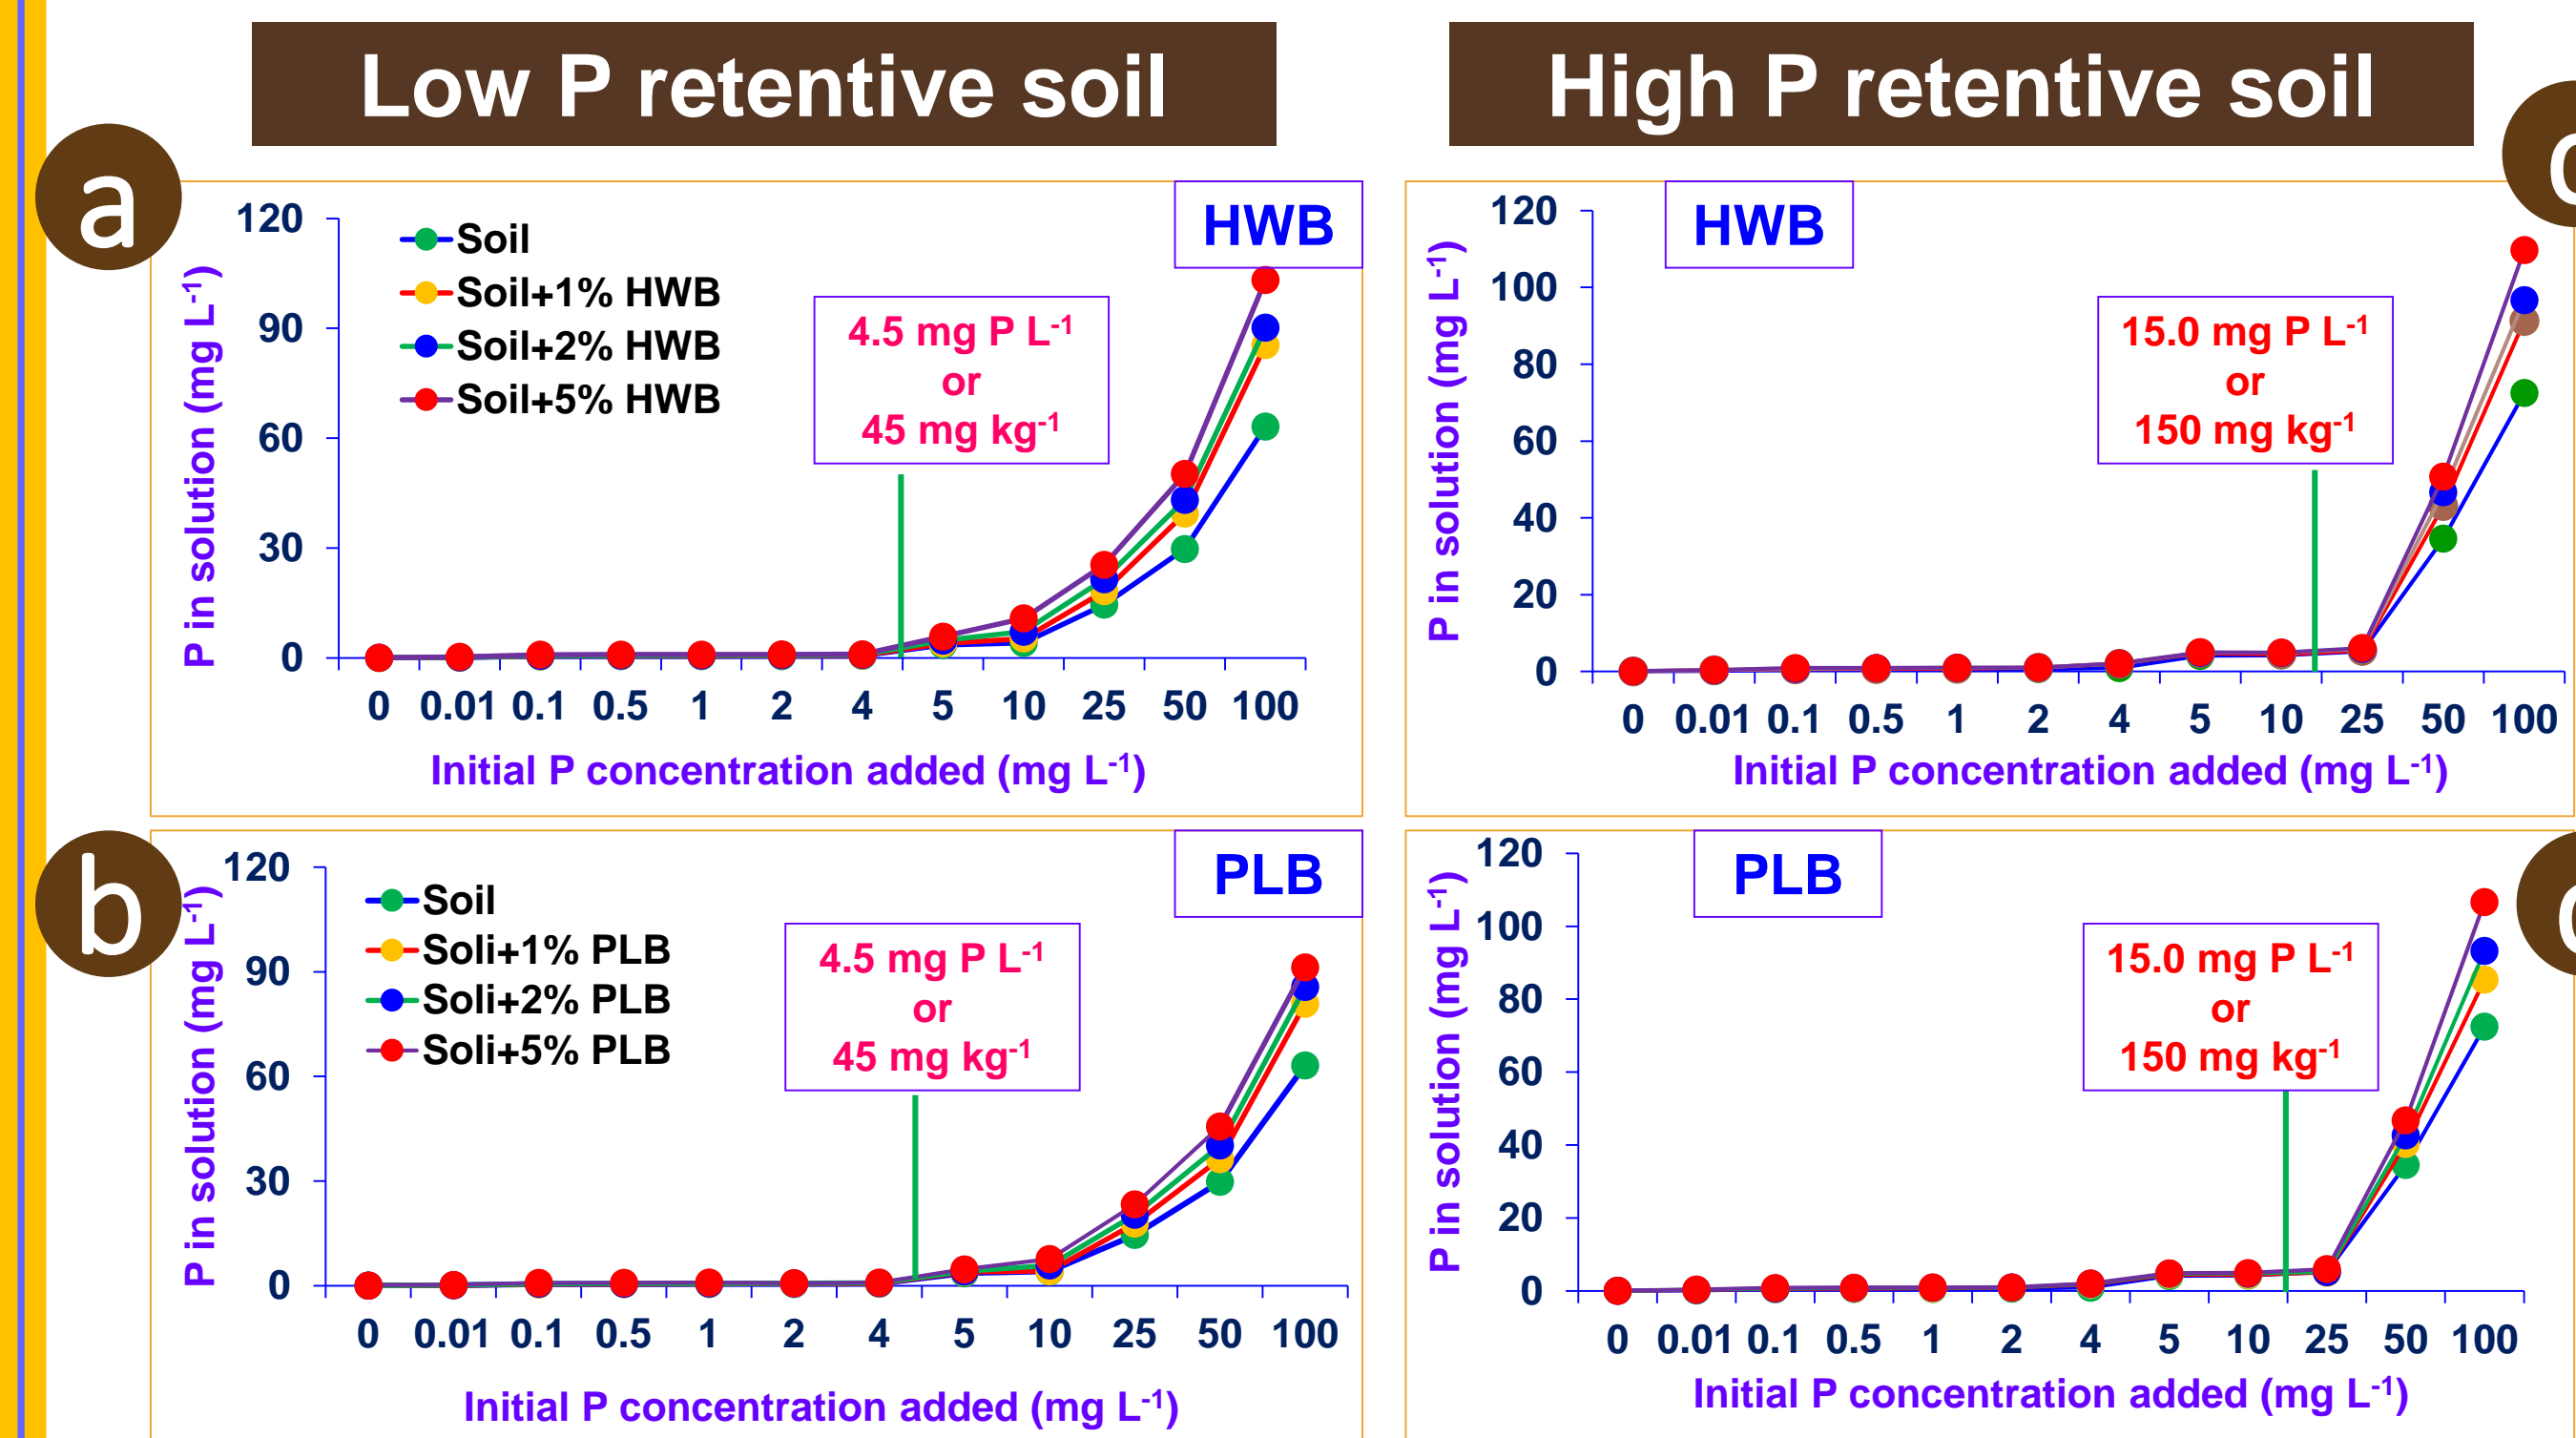 Low P retentive soil
High P retentive soil
a
HWB
120
90
60
30
0
P in solution (mg L-1)
Soil
Soil+1% HWB
Soil+2% HWB
Soil+5% HWB
4.5 mg P L-1
or
45 mg kg-1
0 0.01 0.1 0.5 1 2 4 5 10 25 50 100
Initial P concentration added (mg L-1)
HWB
120
100
80
60
40
20
0
P in solution (mg L-1)
15.0 mg P L-1
or
150 mg kg-1
0 0.01 0.1 0.5 1 2 4 5 10 25 50 100
Initial P concentration added (mg L-1)
b
PLB
120
90
60
30
0
P in solution (mg L-1)
Soil
Soli+1% PLB
Soli+2% PLB
Soli+5% PLB
4.5 mg P L-1
or
45 mg kg-1
0 0.01 0.1 0.5 1 2 4 5 10 25 50 100
Initial P concentration added (mg L-1)
PLB
120
100
80
60
40
20
0
P in solution (mg L-1)
15.0 mg P L-1
or
150 mg kg-1
0 0.01 0.1 0.5 1 2 4 5 10 25 50 100
Initial P concentration added (mg L-1)